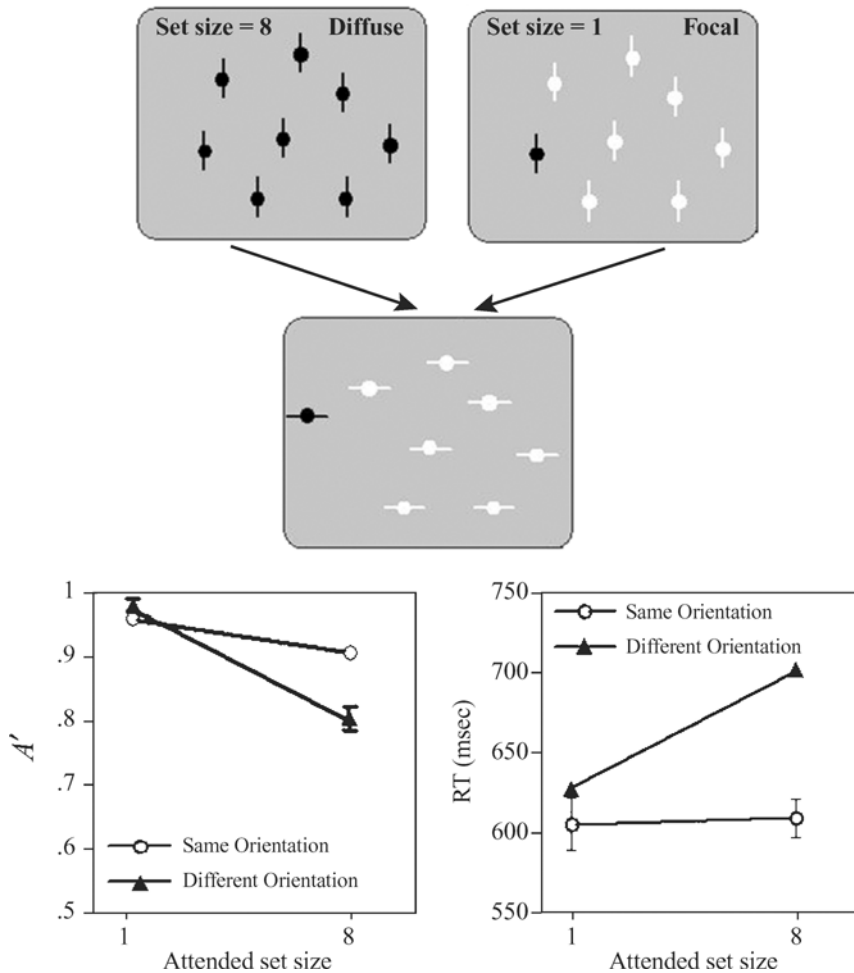 Set size = 8 Diffuse
Set size = 1 Focal
1
.9
.8
.7
.6
.5
A′
Same Orientation
Different Orientation
1 8
Attended set size
750
700
650
600
550
RT (msec)
Same Orientation
Different Orientation
1 8
Attended set size